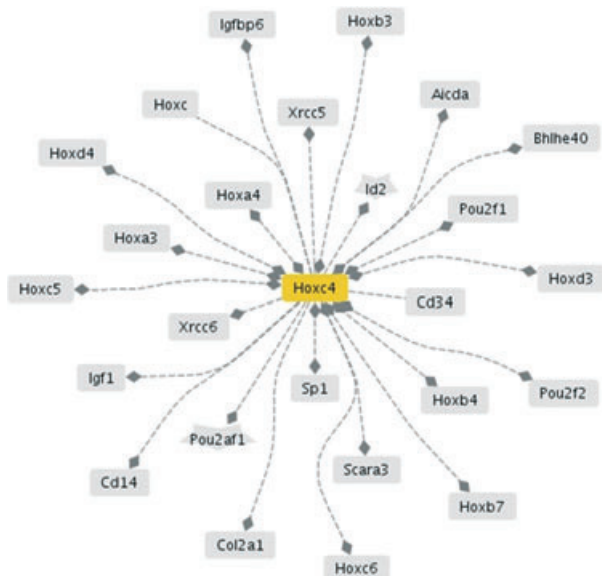 Igfbp6
Hoxb3
Hoxc
Xrcc5
Aicda
Bhlhe40
Hoxd4
Hoxa4
Id2
Pou2f1
Hoxa3
Hoxd3
Hoxc5
Hoxc4
Cd34
Xrcc6
Igf1
Sp1
Hoxb4
Pou2f2
Pou2af1
Cd14
Scara3
Hoxb7
Col2a1
Hoxc6